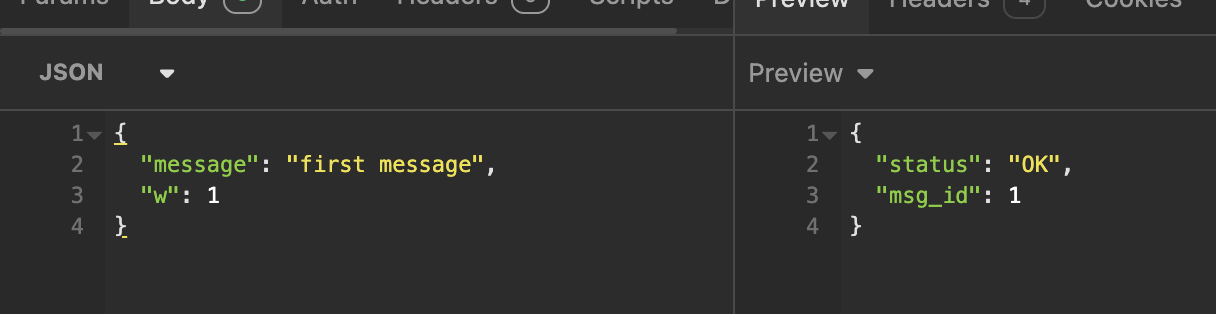 Params Body Auth Headers Scripts
Preview Headers 4 Cookies
JSON
Preview
1 {
2 "message": "first message",
3 "w": 1
4 }
1 {
2 "status": "OK",
3 "msg_id": 1
4 }